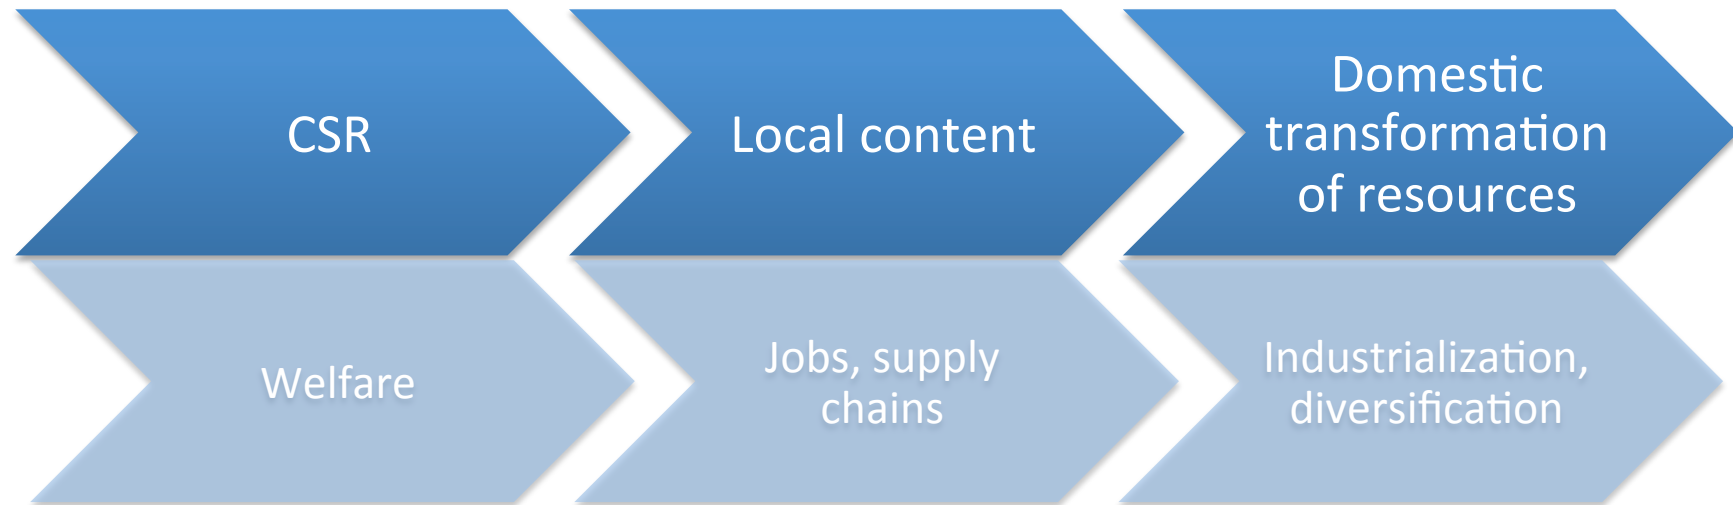 CSR
Local content
Domestic
transformation
of resources
Welfare
Jobs, supply
chains
Industrialization,
diversification